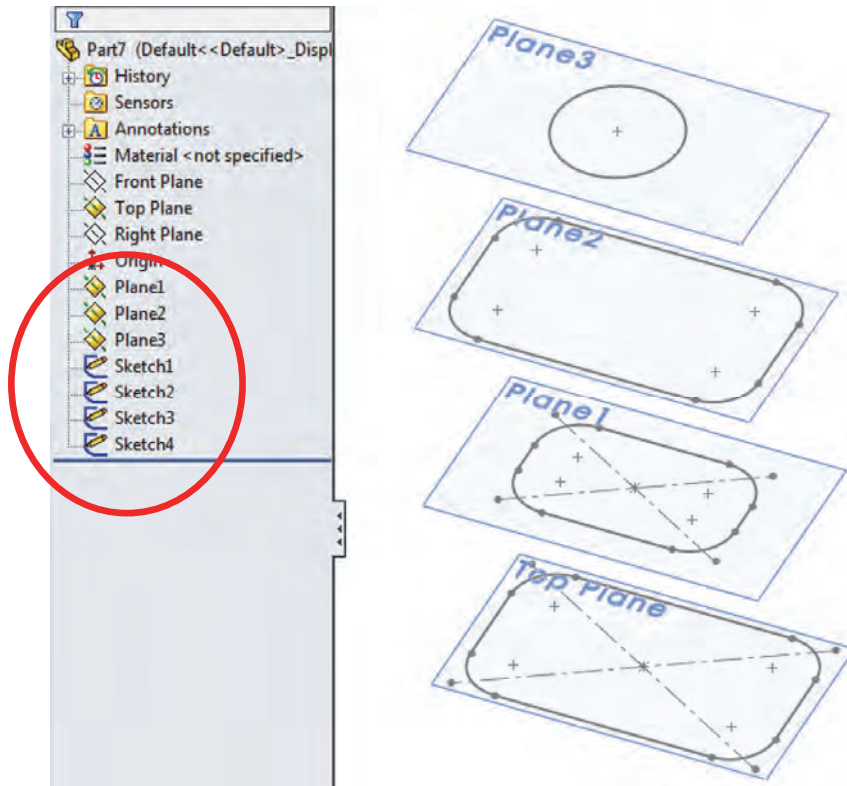 Part7 (Default<<Default>_Displ
History
Sensors
A Annotations
Material <not specified>
Front Plane
Top Plane
Right Plane
Origin
Plane1
Plane2
Plane3
Sketch1
Sketch2
Sketch3
Sketch4
Plane3
Plane2
Plane1
Top Plane